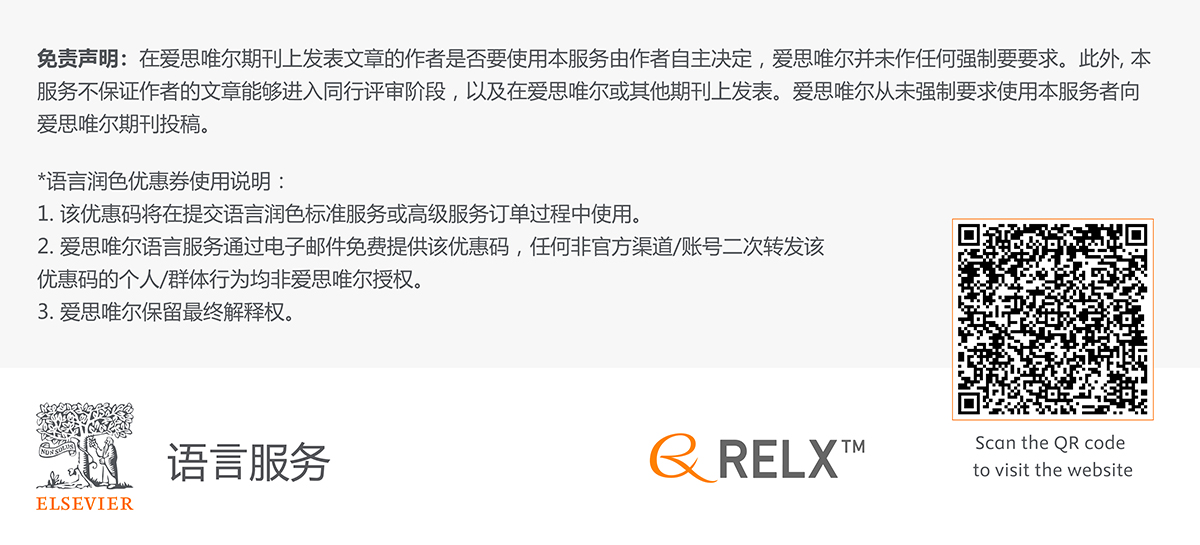 免责声明：在爱思唯尔期刊上发表文章的作者是否要使用本服务由作者自主决定，爱思唯尔并未作任何强制要要求。此外, 本
服务不保证作者的文章能够进入同行评审阶段，以及在爱思唯尔或其他期刊上发表。爱思唯尔从未强制要求使用本服务者向
爱思唯尔期刊投稿。
*语言润色优惠券使用说明：
1. 该优惠码将在提交语言润色标准服务或高级服务订单过程中使用。
2. 爱思唯尔语言服务通过电子邮件免费提供该优惠码，任何非官方渠道/账号二次转发该
优惠码的个人/群体行为均非爱思唯尔授权。
3. 爱思唯尔保留最终解释权。
NON SOLUS
ELSEVIER
语言服务
RELX™
Scan the QR code
to visit the website